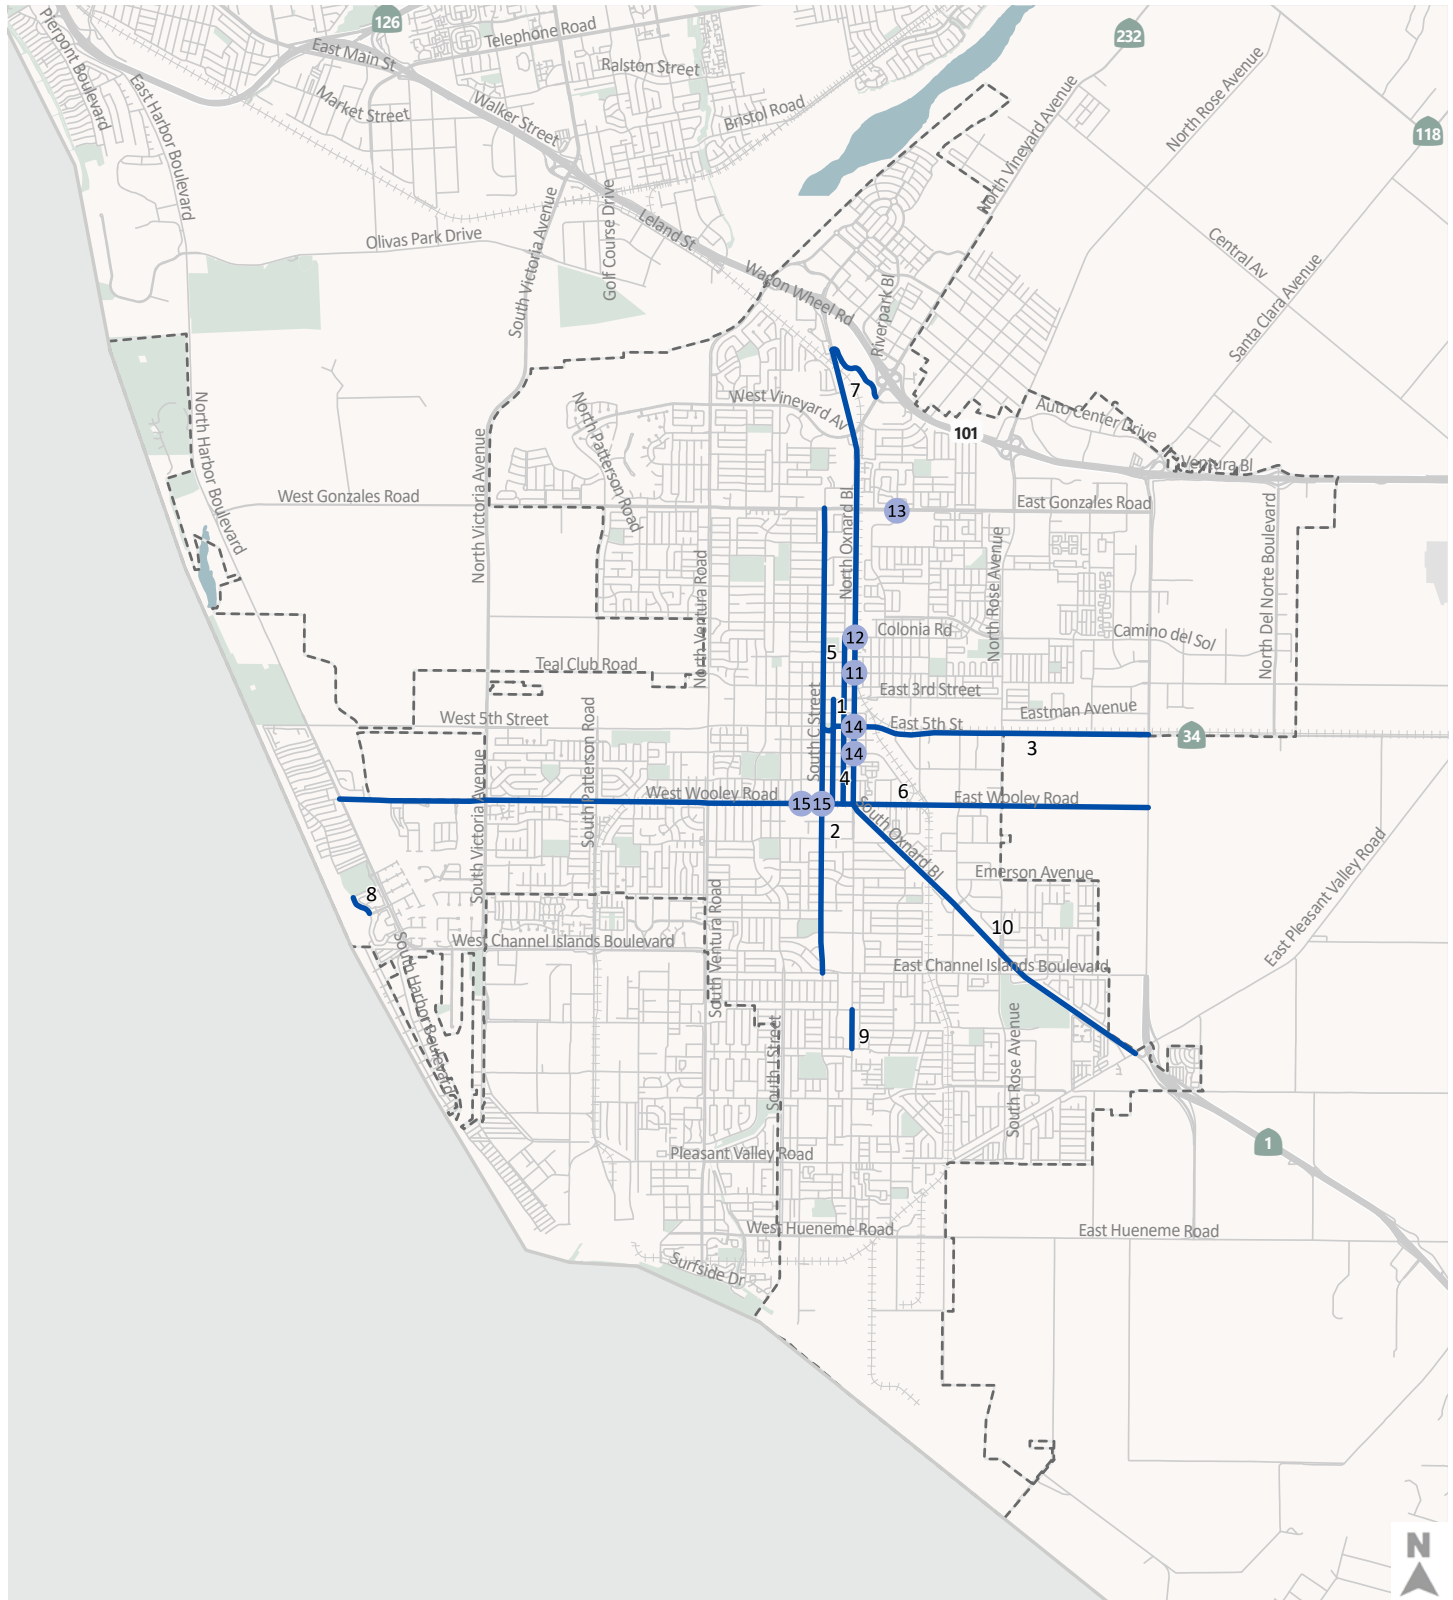 126
232
118
Pierpont Boulevard
East Harbor Boulevard
East Main St
Telephone Road
Ralston Street
Market Street
Walker Street
Bristol Road
North Vineyard Avenue
North Rose Avenue
Olivas Park Drive
South Victoria Avenue
Golf Course Drive
Leland St
Wagon Wheel Rd
Riverpark Bl
Central Av
Santa Clara Avenue
7
North Harbor Boulevard
North Harbor Boulevard
North Patterson Road
West Vineyard Av
101
Auto Center Drive
Ventura Bl
West Gonzales Road
North Victoria Avenue
North Oxnard Bl
13
East Gonzales Road
North Ventura Road
North Rose Avenue
North Del Norte Boulevard
12
Colonia Rd
Camino del Sol
5
Teal Club Road
11
East 3rd Street
1
West 5th Street
South C Street
14
East 5th St
Eastman Avenue
34
3
14
South Victoria Avenue
South Patterson Road
4
West Wooley Road
6
East Wooley Road
15
15
2
South Oxnard Bl
Emerson Avenue
East Pleasant Valley Road
8
South Ventura Road
10
South Harbor Boulevard
West Channel Islands Boulevard
East Channel Islands Boulevard
9
South J Street
South Rose Avenue
1
Pleasant Valley Road
West Hueneme Road
East Hueneme Road
Surfside Dr
N